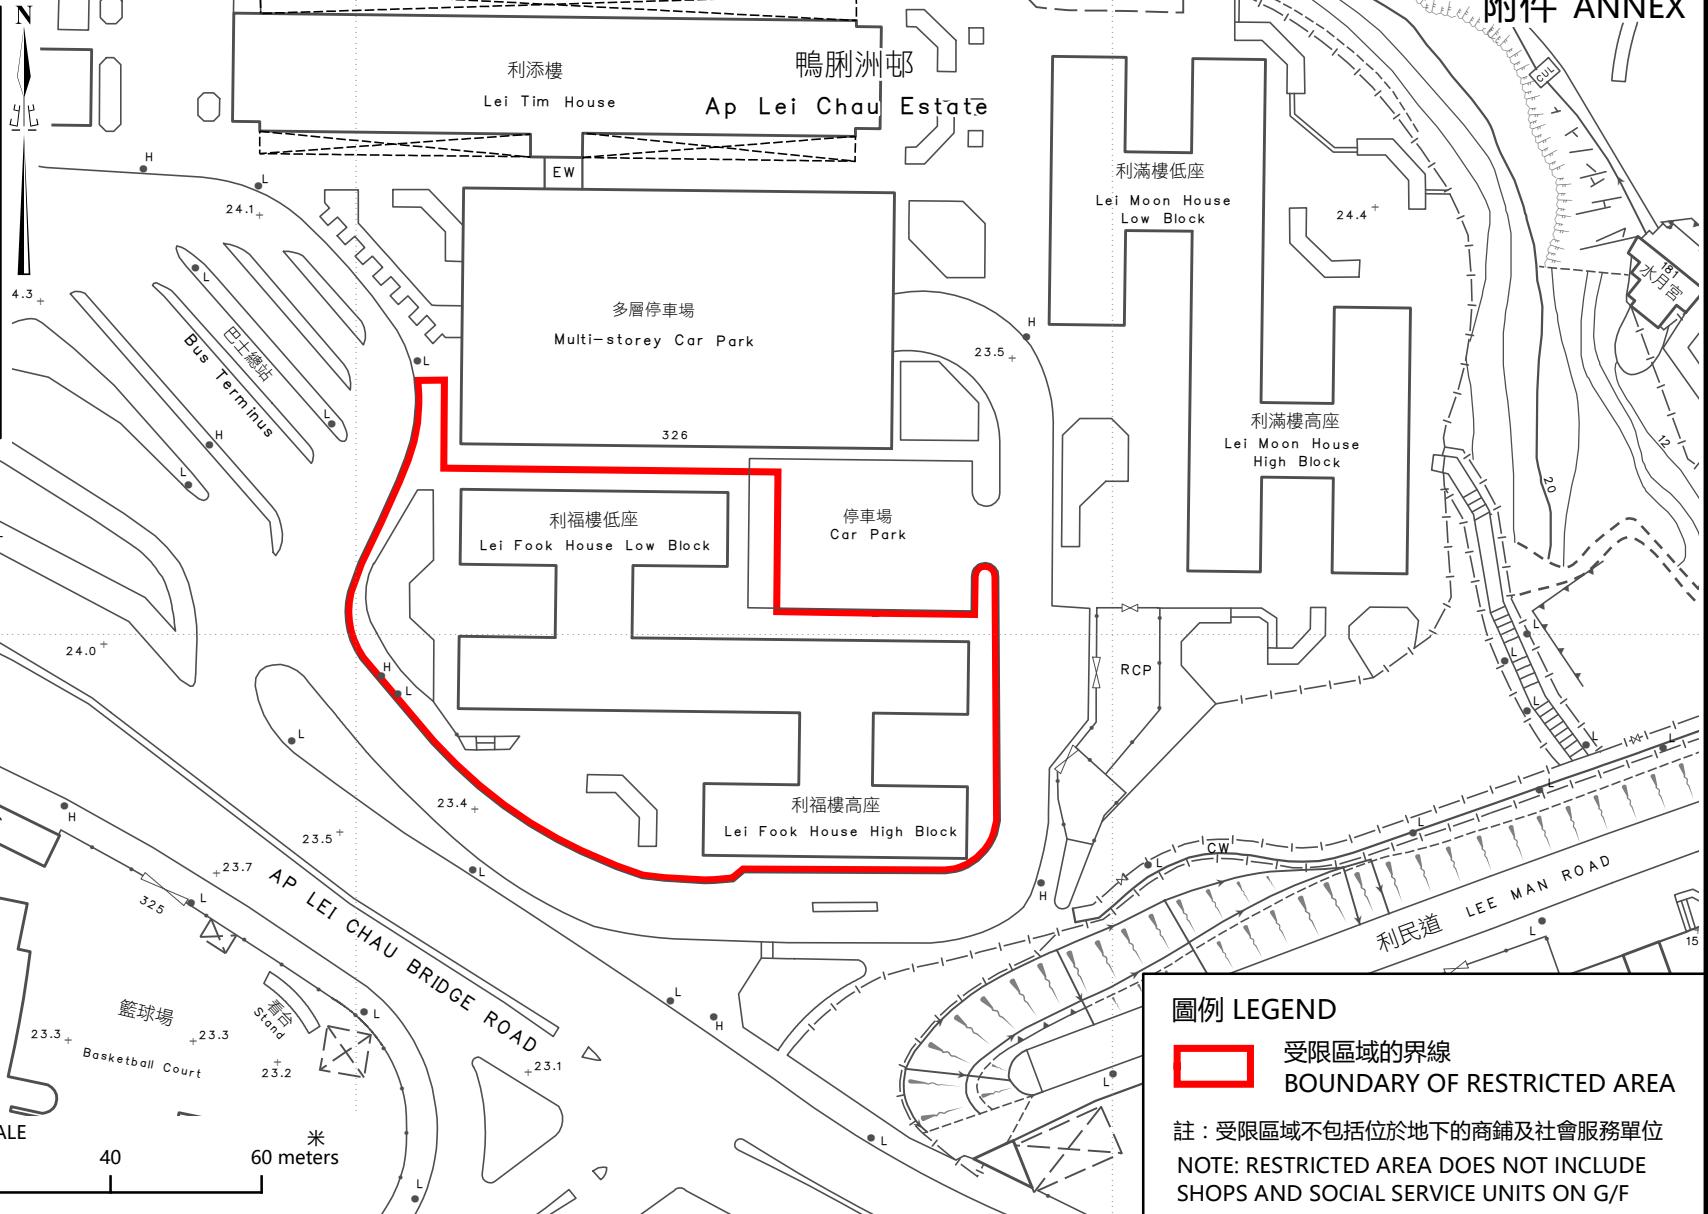 附件 ANNEX
N
利添樓
Lei Tim House
鴨脷洲邨
Ap Lei Chau Estate
EW
H
L
24.1
4.3
利滿樓低座
Lei Moon House
Low Block
24.4
水月宮
181
多層停車場
Multi-storey Car Park
326
巴士總站
Bus Terminus
L
H
L
L
L
H
23.5
利滿樓高座
Lei Moon House
High Block
12
20
利福樓低座
Lei Fook House Low Block
停車場
Car Park
24.0
H
L
RCP
L
L
L
L
L
L
L
L
利福樓高座
Lei Fook House High Block
23.4
23.5
23.7
H
L
H
L
CW
L
325
AP LEI CHAU BRIDGE ROAD
利民道
LEE MAN ROAD
L
15
籃球場
Basketball Court
23.3
23.3
23.2
看台
Stand
L
23.1
L
H
L
L
L
ALE
米
40
60 meters
圖例 LEGEND
受限區域的界線
BOUNDARY OF RESTRICTED AREA
註：受限區域不包括位於地下的商鋪及社會服務單位
NOTE: RESTRICTED AREA DOES NOT INCLUDE
SHOPS AND SOCIAL SERVICE UNITS ON G/F